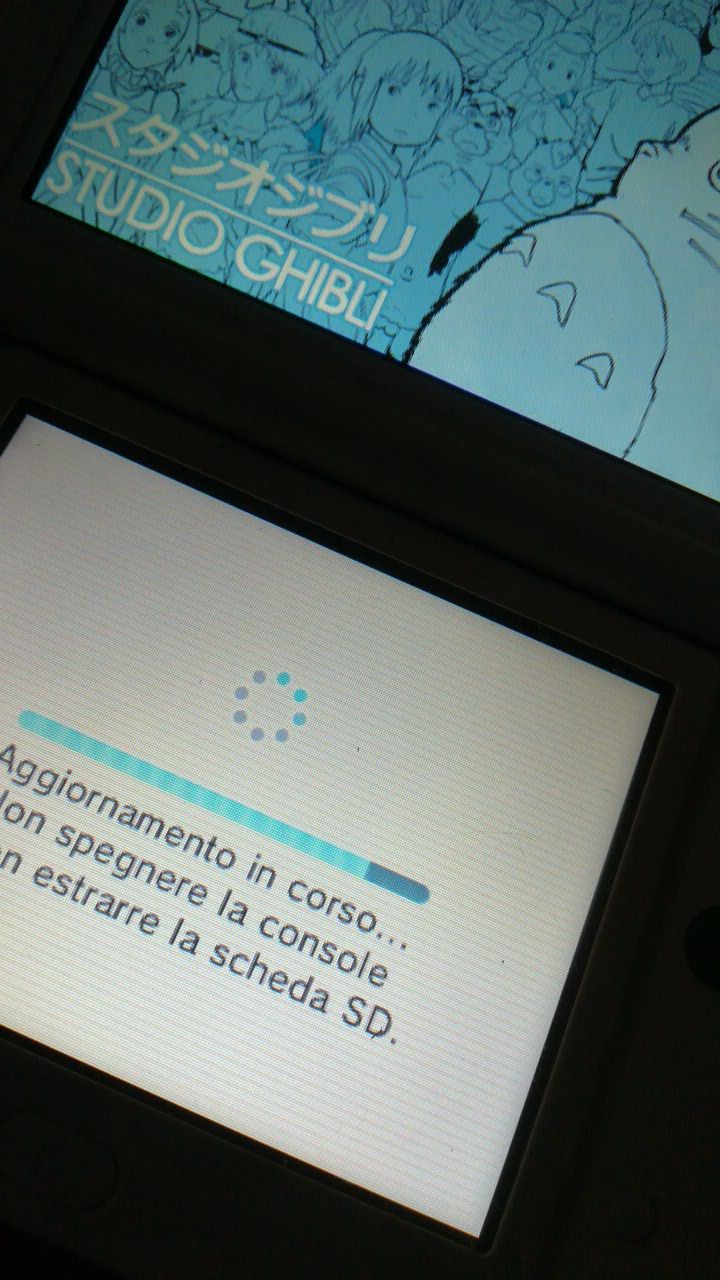 スタジオジブリ
STUDIO GHIBLI
Aggiornamento in corso...
spegnere la console
estrarre la scheda SD.